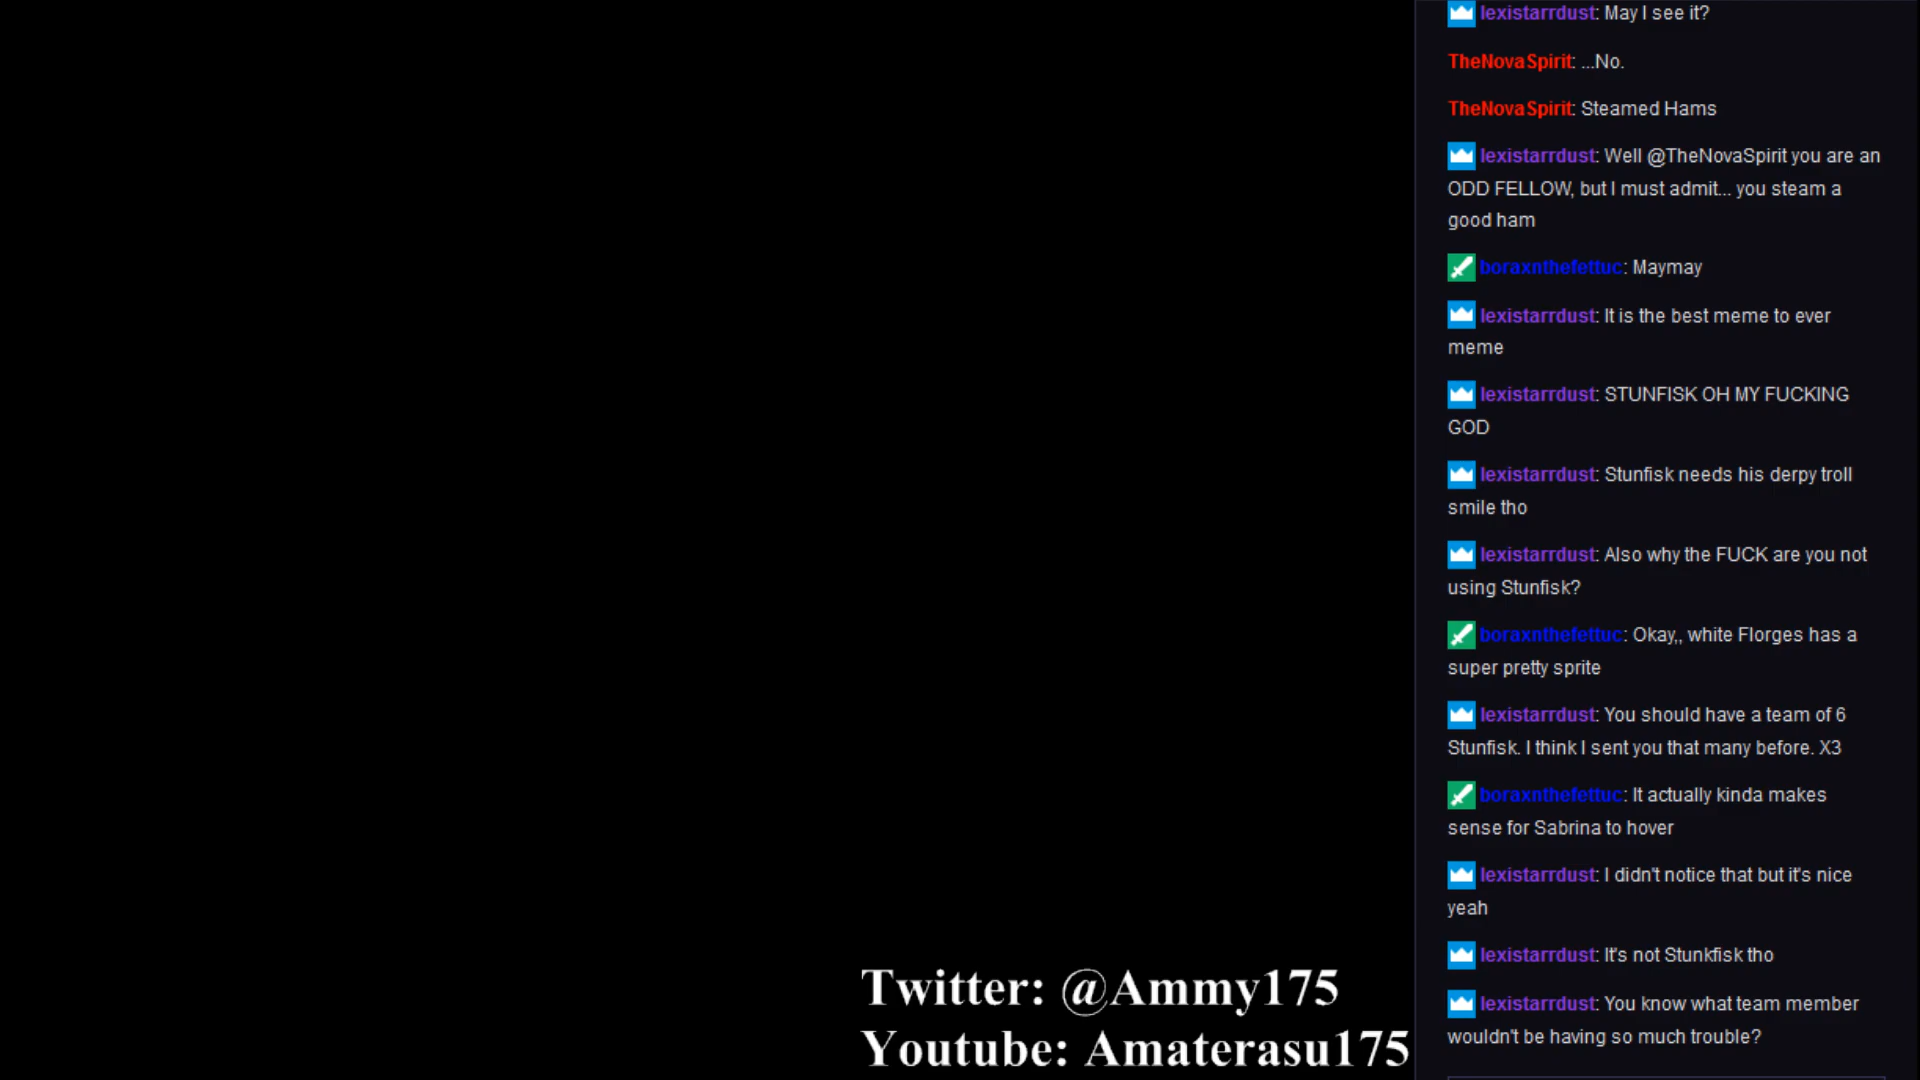 lexistarrdust: May I see it?
TheNovaSpirit: ...No.
TheNovaSpirit: Steamed Hams
lexistarrdust: Well @TheNovaSpirit you are an
ODD FELLOW, but I must admit... you steam a
good ham
boraxnthefettuc: Maymay
lexistarrdust: It is the best meme to ever
meme
lexistarrdust: STUNFISK OH MY FUCKING
GOD
lexistarrdust: Stunfisk needs his derpy troll
smile tho
lexistarrdust: Also why the FUCK are you not
using Stunfisk?
boraxnthefettuc: Okay,, white Florges has a
super pretty sprite
lexistarrdust: You should have a team of 6
Stunfisk. I think I sent you that many before. X3
boraxnthefettuc: It actually kinda makes
sense for Sabrina to hover
lexistarrdust: I didn't notice that but it's nice
yeah
lexistarrdust: It's not Stunkfisk tho
lexistarrdust: You know what team member
wouldn't be having so much trouble?
Twitter: @Ammy175
Youtube: Amaterasu175